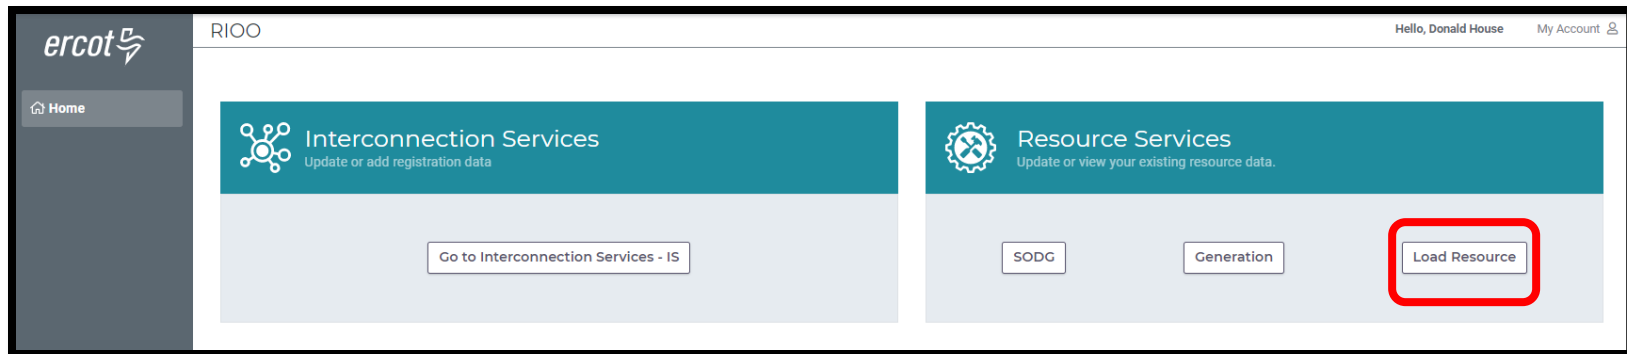 ercot
RIOO
Hello, Donald House
My Account
Home
Interconnection Services
Update or add registration data
Go to Interconnection Services - IS
Resource Services
Update or view your existing resource data.
SODG
Generation
Load Resource